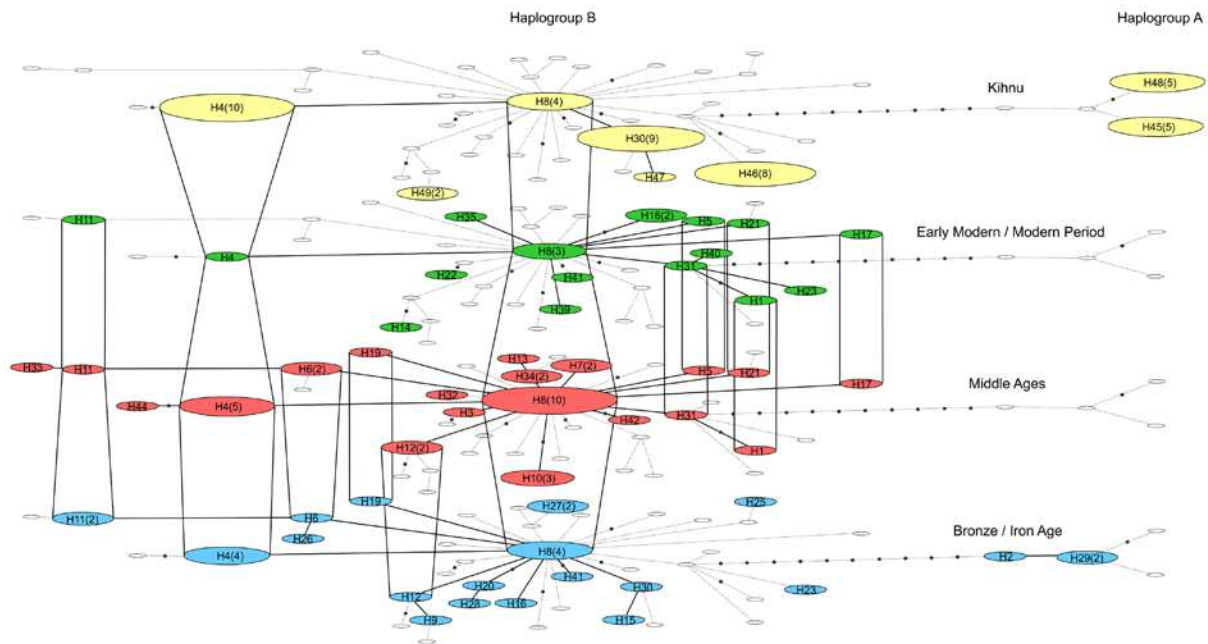 Haplogroup B
Haplogroup A
H4(10)
H8(4)
Kihnu
H48(5)
H30(9)
H45(5)
H47
H46(8)
H49(2)
H11
H35
H18(2)
H5
H21
H17
Early Modern / Modern Period
H4
H8(3)
H40
H31
H22
H41
H23
H1
H39
H14
H33
H11
H6(2)
H19
H13
H34(2)
H7(2)
H5
H21
H17
Middle Ages
H44
H4(5)
H32
H3
H8(10)
H42
H31
H12(2)
H1
H10(3)
H11(2)
H6
H19
H27(2)
H25
Bronze / Iron Age
H26
H4(4)
H8(4)
H2
H29(2)
H20
H41
H30
H23
H12
H28
H16
H9
H15